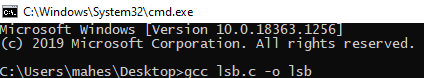 C:\Windows\System32\cmd.exe
Microsoft Windows [Version 10.0.18363.1256]
(c) 2019 Microsoft Corporation. All rights reserved.
C:\Users\mahes\Desktop>gcc lsb.c -o lsb